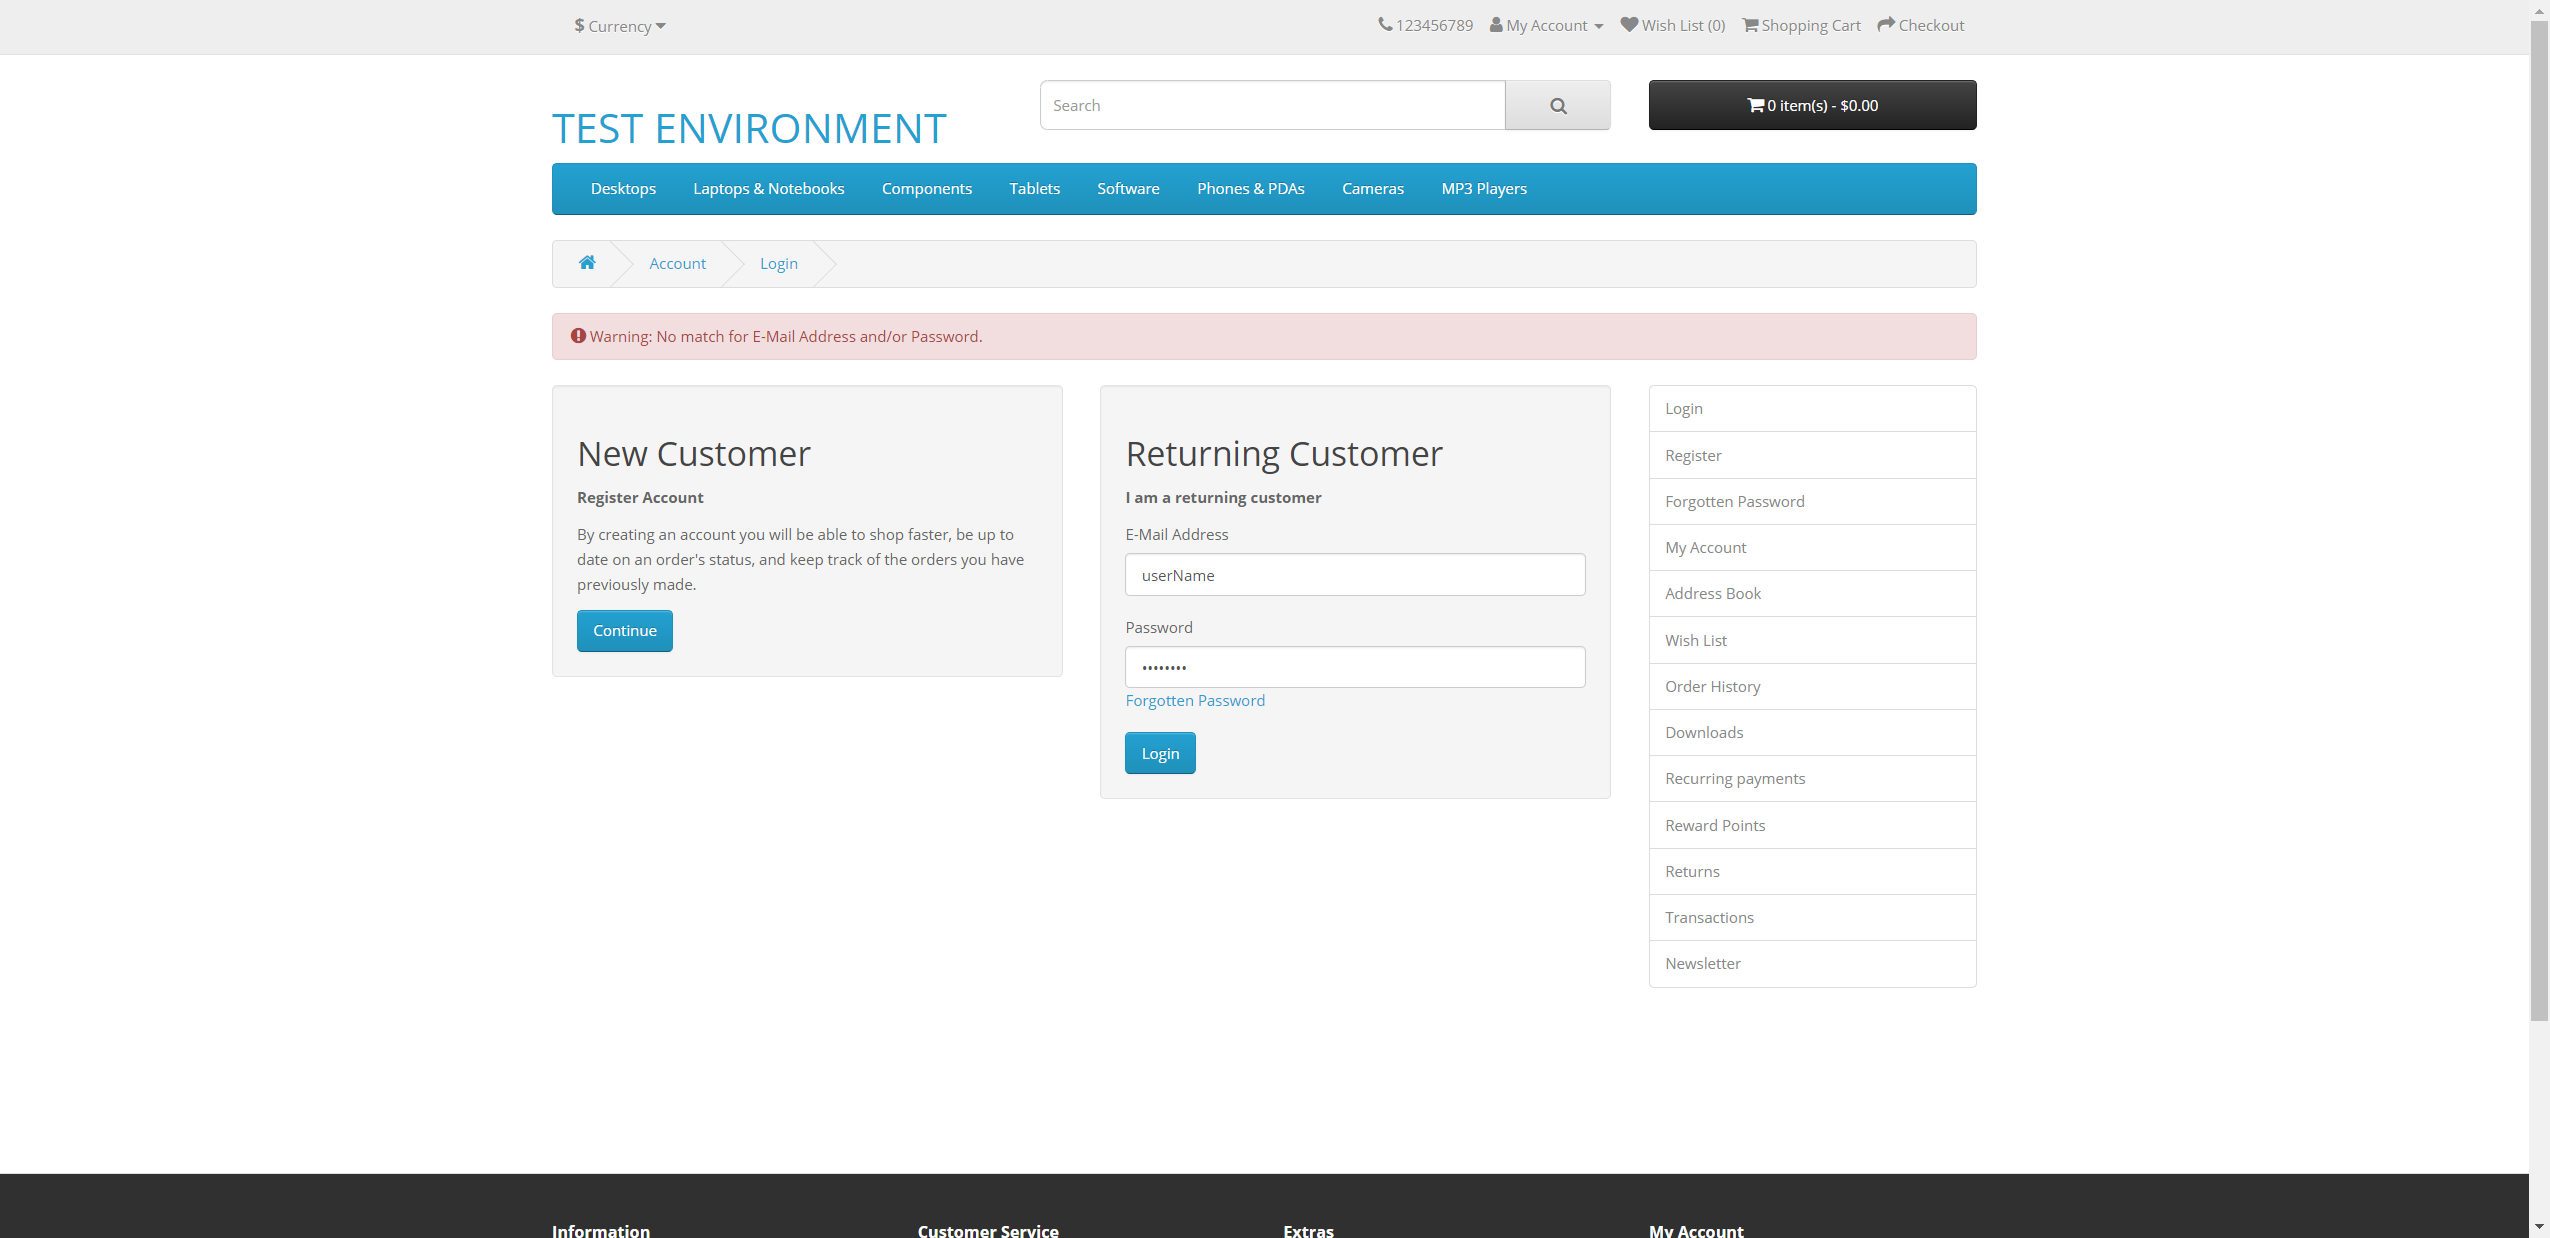 $ Currency
123456789 My Account Wish List (0) Shopping Cart Checkout
TEST ENVIRONMENT
Search
0 item(s) - $0.00
Desktops Laptops & Notebooks Components Tablets Software Phones & PDAs Cameras MP3 Players
Account Login
Warning: No match for E-Mail Address and/or Password.
New Customer
Register Account
By creating an account you will be able to shop faster, be up to
date on an order's status, and keep track of the orders you have
previously made.
Continue
Returning Customer
I am a returning customer
E-Mail Address
userName
Password
••••••••
Forgotten Password
Login
Login
Register
Forgotten Password
My Account
Address Book
Wish List
Order History
Downloads
Recurring payments
Reward Points
Returns
Transactions
Newsletter
Information Customer Service Extras My Account